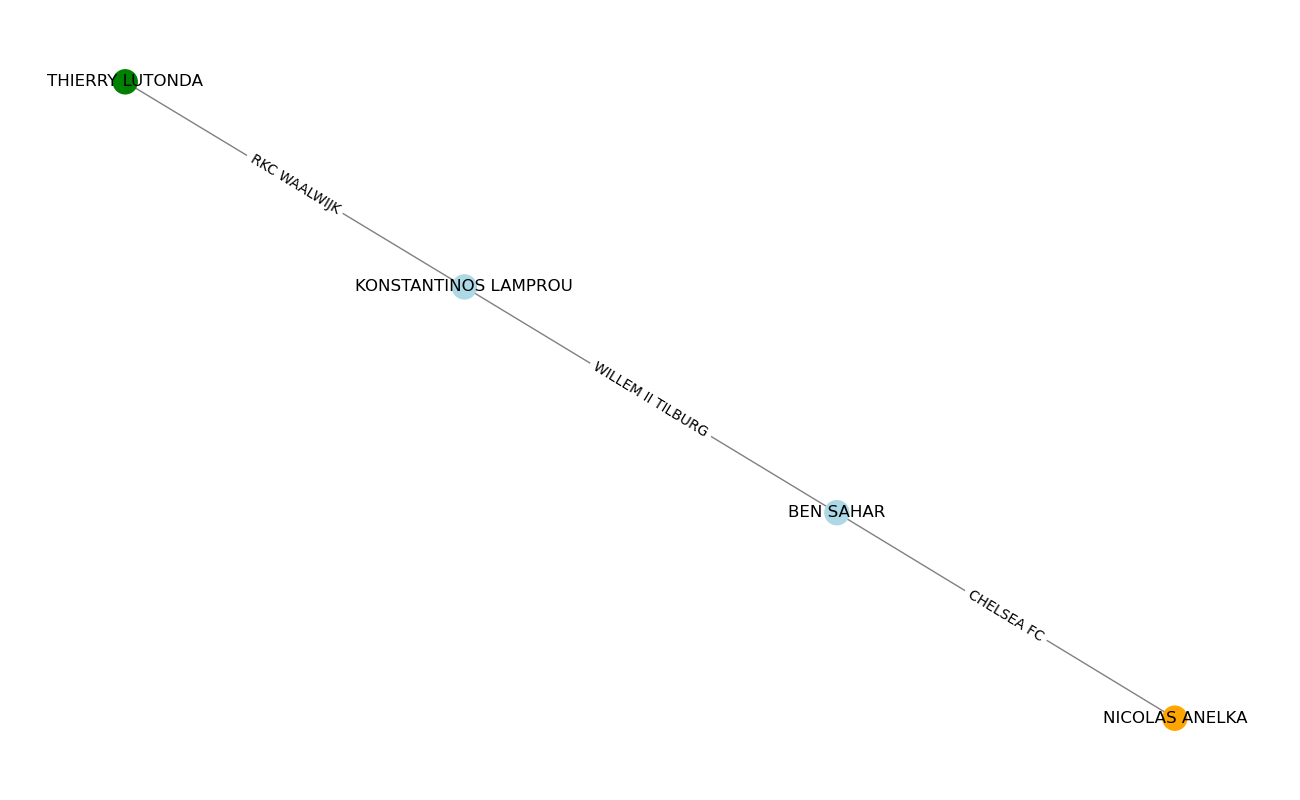 THIERRY LUTONDA
RKC WAALWIJK
KONSTANTINOS LAMPROU
WILLEM II TILBURG
BEN SAHAR
CHELSEA FC
NICOLAS ANELKA